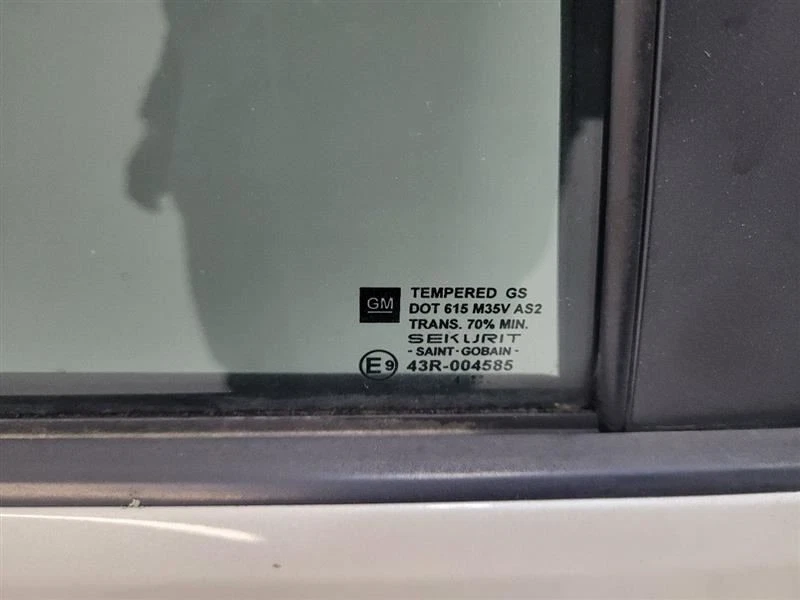 GM
TEMPERED GS
DOT 615 M35V AS2
TRANS. 70% MIN.
SEKURIT
- SAINT-GOBAIN -
E9 43R-004585